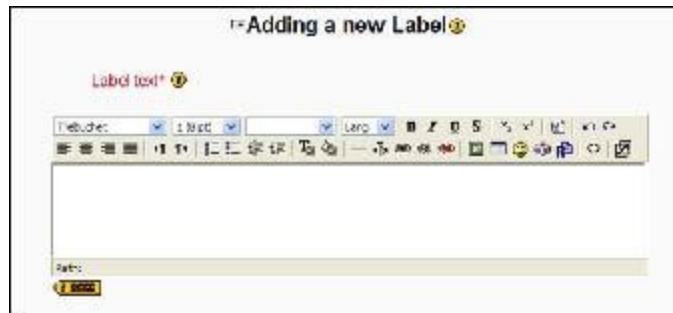 Adding a new Label
Label text*
Trebuchet 1 (8 pt) Lang B I U S
Path: